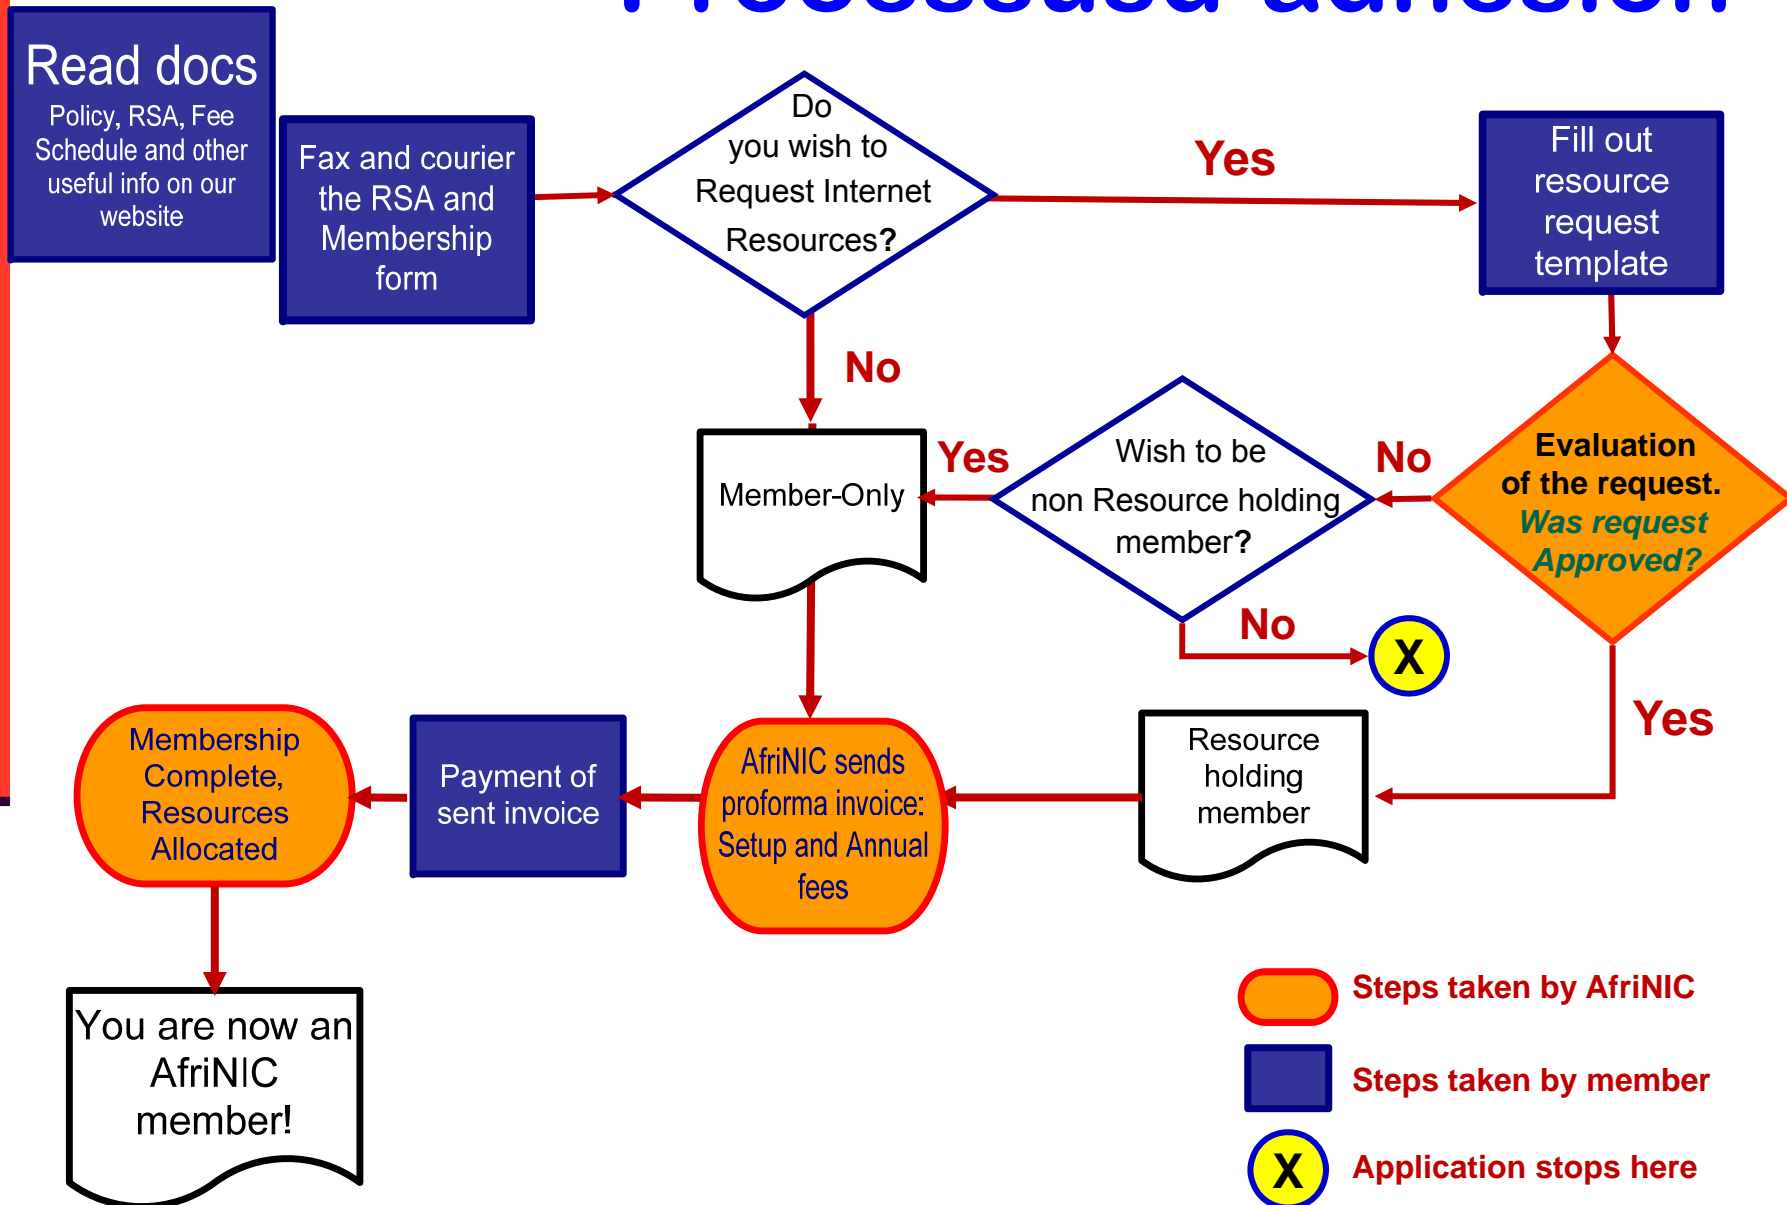 Processusd'adhésion
Read docs
Policy, RSA, Fee
Schedule and other
useful info on our
website
Fax and courier
the RSA and
Membership
form
Do
you wish to
Request Internet
Resources?
Yes
Fill out
resource
request
template
No
Member-Only
Yes
Wish to be
non Resource holding
member?
No
Evaluation
of the request.
Was request
Approved?
No
X
Yes
Membership
Complete,
Resources
Allocated
Payment of
sent invoice
AfriNIC sends
proforma invoice:
Setup and Annual
fees
Resource
holding
member
You are now an
AfriNIC
member!
Steps taken by AfriNIC
Steps taken by member
X
Application stops here